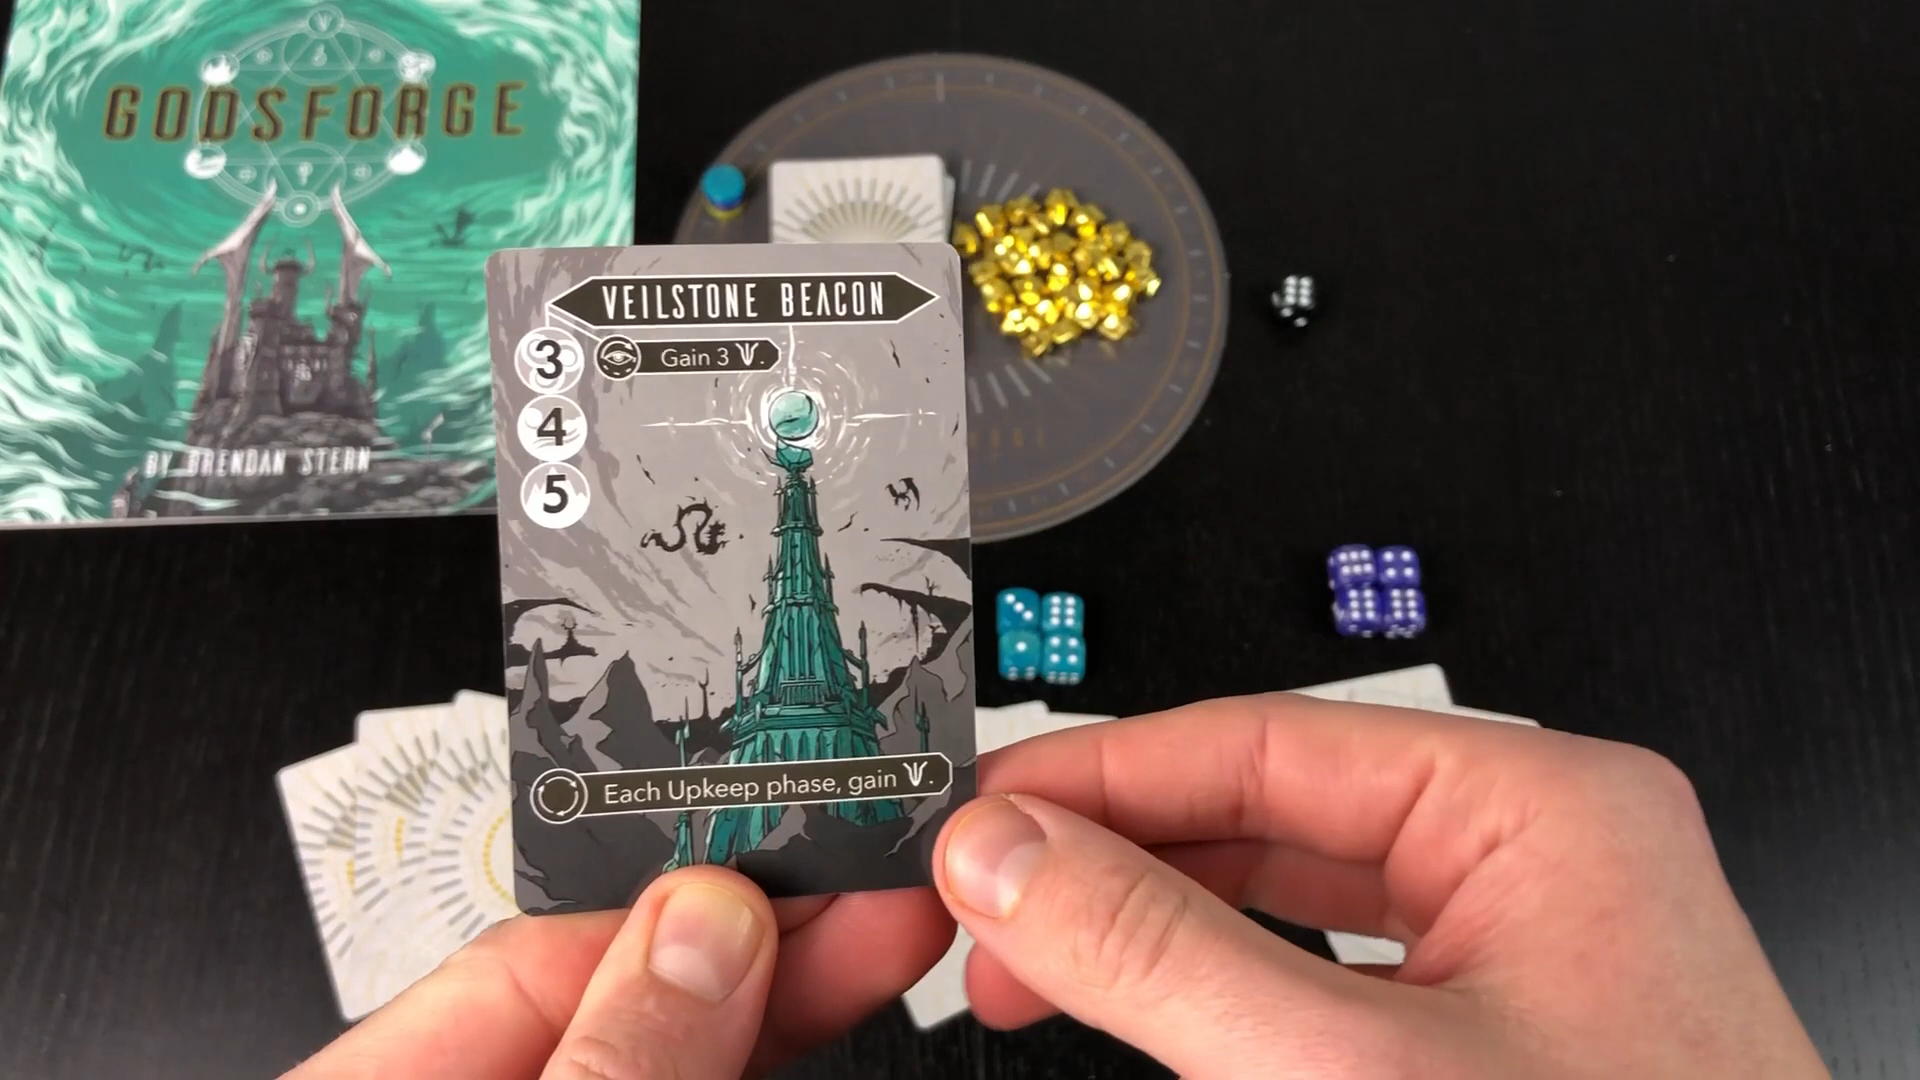 GODSFORGE
BY BRENDAN STERN
VEILSTONE BEACON
3
Gain 3 .
4
5
Each Upkeep phase, gain .